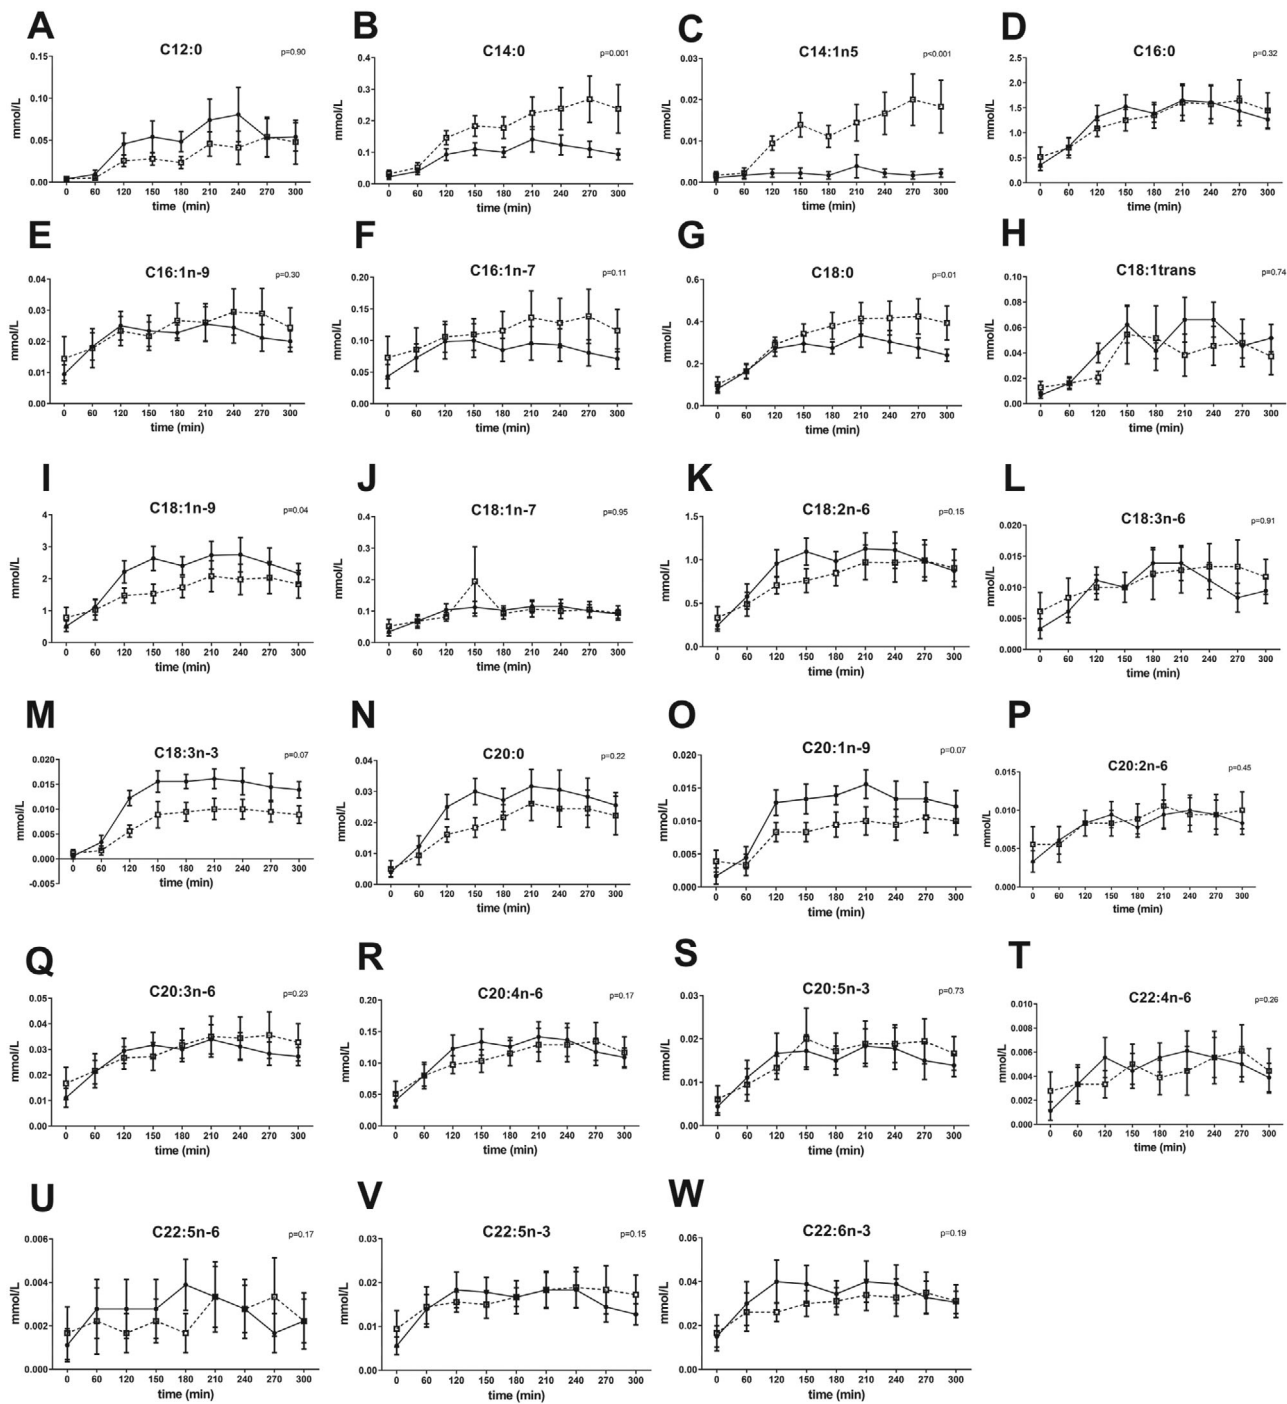 A
C12:0
p=0.90
mmol/L
0.15
0.10
0.05
0.00
0 60 120 150 180 210 240 270 300
time (min)
B
C14:0
p=0.001
mmol/L
0.4
0.3
0.2
0.1
0.0
0 60 120 150 180 210 240 270 300
time (min)
C
C14:1n5
p<0.001
mmol/L
0.03
0.02
0.01
0.00
0 60 120 150 180 210 240 270 300
time (min)
D
C16:0
p=0.32
mmol/L
2.5
2.0
1.5
1.0
0.5
0.0
0 60 120 150 180 210 240 270 300
time (min)
E
C16:1n-9
p=0.30
mmol/L
0.04
0.03
0.02
0.01
0.00
0 60 120 150 180 210 240 270 300
time (min)
F
C16:1n-7
p=0.11
mmol/L
0.20
0.15
0.10
0.05
0.00
0 60 120 150 180 210 240 270 300
time (min)
G
C18:0
p=0.01
mmol/L
0.6
0.4
0.2
0.0
0 60 120 150 180 210 240 270 300
time (min)
H
C18:1trans
p=0.74
mmol/L
0.10
0.08
0.06
0.04
0.02
0.00
0 60 120 150 180 210 240 270 300
time (min)
I
C18:1n-9
p=0.04
mmol/L
4
3
2
1
0
0 60 120 150 180 210 240 270 300
time (min)
J
C18:1n-7
p=0.95
mmol/L
0.4
0.3
0.2
0.1
0.0
0 60 120 150 180 210 240 270 300
time (min)
K
C18:2n-6
p=0.15
mmol/L
1.5
1.0
0.5
0.0
0 60 120 150 180 210 240 270 300
time (min)
L
C18:3n-6
p=0.91
mmol/L
0.020
0.015
0.010
0.005
0.000
0 60 120 150 180 210 240 270 300
time (min)
M
C18:3n-3
p=0.07
mmol/L
0.020
0.015
0.010
0.005
0.000
-0.005
0 60 120 150 180 210 240 270 300
time (min)
N
C20:0
p=0.22
mmol/L
0.04
0.03
0.02
0.01
0.00
0 60 120 150 180 210 240 270 300
time (min)
O
C20:1n-9
p=0.07
mmol/L
0.020
0.015
0.010
0.005
0.000
0 60 120 150 180 210 240 270 300
time (min)
P
C20:2n-6
p=0.45
mmol/L
0.015
0.010
0.005
0.000
0 60 120 150 180 210 240 270 300
time (min)
Q
C20:3n-6
p=0.23
mmol/L
0.05
0.04
0.03
0.02
0.01
0.00
0 60 120 150 180 210 240 270 300
time (min)
R
C20:4n-6
p=0.17
mmol/L
0.20
0.15
0.10
0.05
0.00
0 60 120 150 180 210 240 270 300
time (min)
S
C20:5n-3
p=0.73
mmol/L
0.03
0.02
0.01
0.00
0 60 120 150 180 210 240 270 300
time (min)
T
C22:4n-6
p=0.26
mmol/L
0.010
0.008
0.006
0.004
0.002
0.000
0 60 120 150 180 210 240 270 300
time (min)
U
C22:5n-6
p=0.17
mmol/L
0.006
0.004
0.002
0.000
0 60 120 150 180 210 240 270 300
time (min)
V
C22:5n-3
p=0.15
mmol/L
0.03
0.02
0.01
0.00
0 60 120 150 180 210 240 270 300
time (min)
W
C22:6n-3
p=0.19
mmol/L
0.06
0.04
0.02
0.00
0 60 120 150 180 210 240 270 300
time (min)